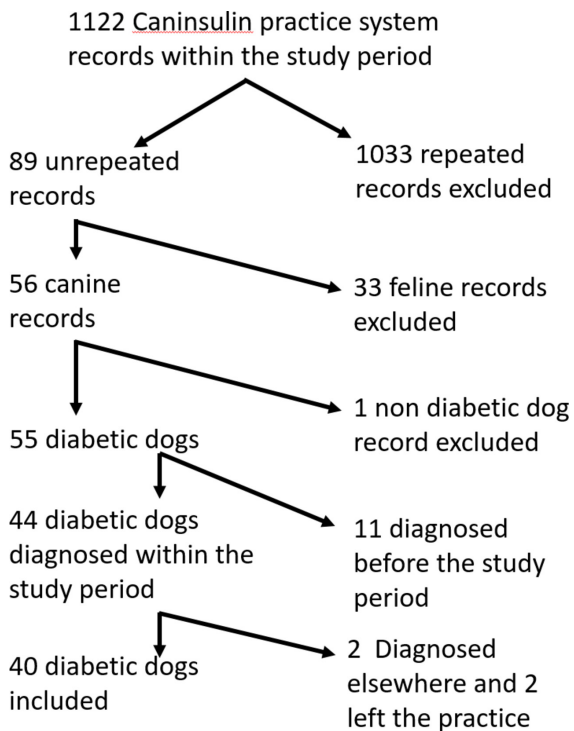 1122 Caninsulin practice system
records within the study period
89 unrepeated
records
1033 repeated
records excluded
56 canine
records
33 feline records
excluded
1 non diabetic dog
record excluded
55 diabetic dogs
44 diabetic dogs
diagnosed within the
study period
11 diagnosed
before the study
period
40 diabetic dogs
included
2 Diagnosed
elsewhere and 2
left the practice